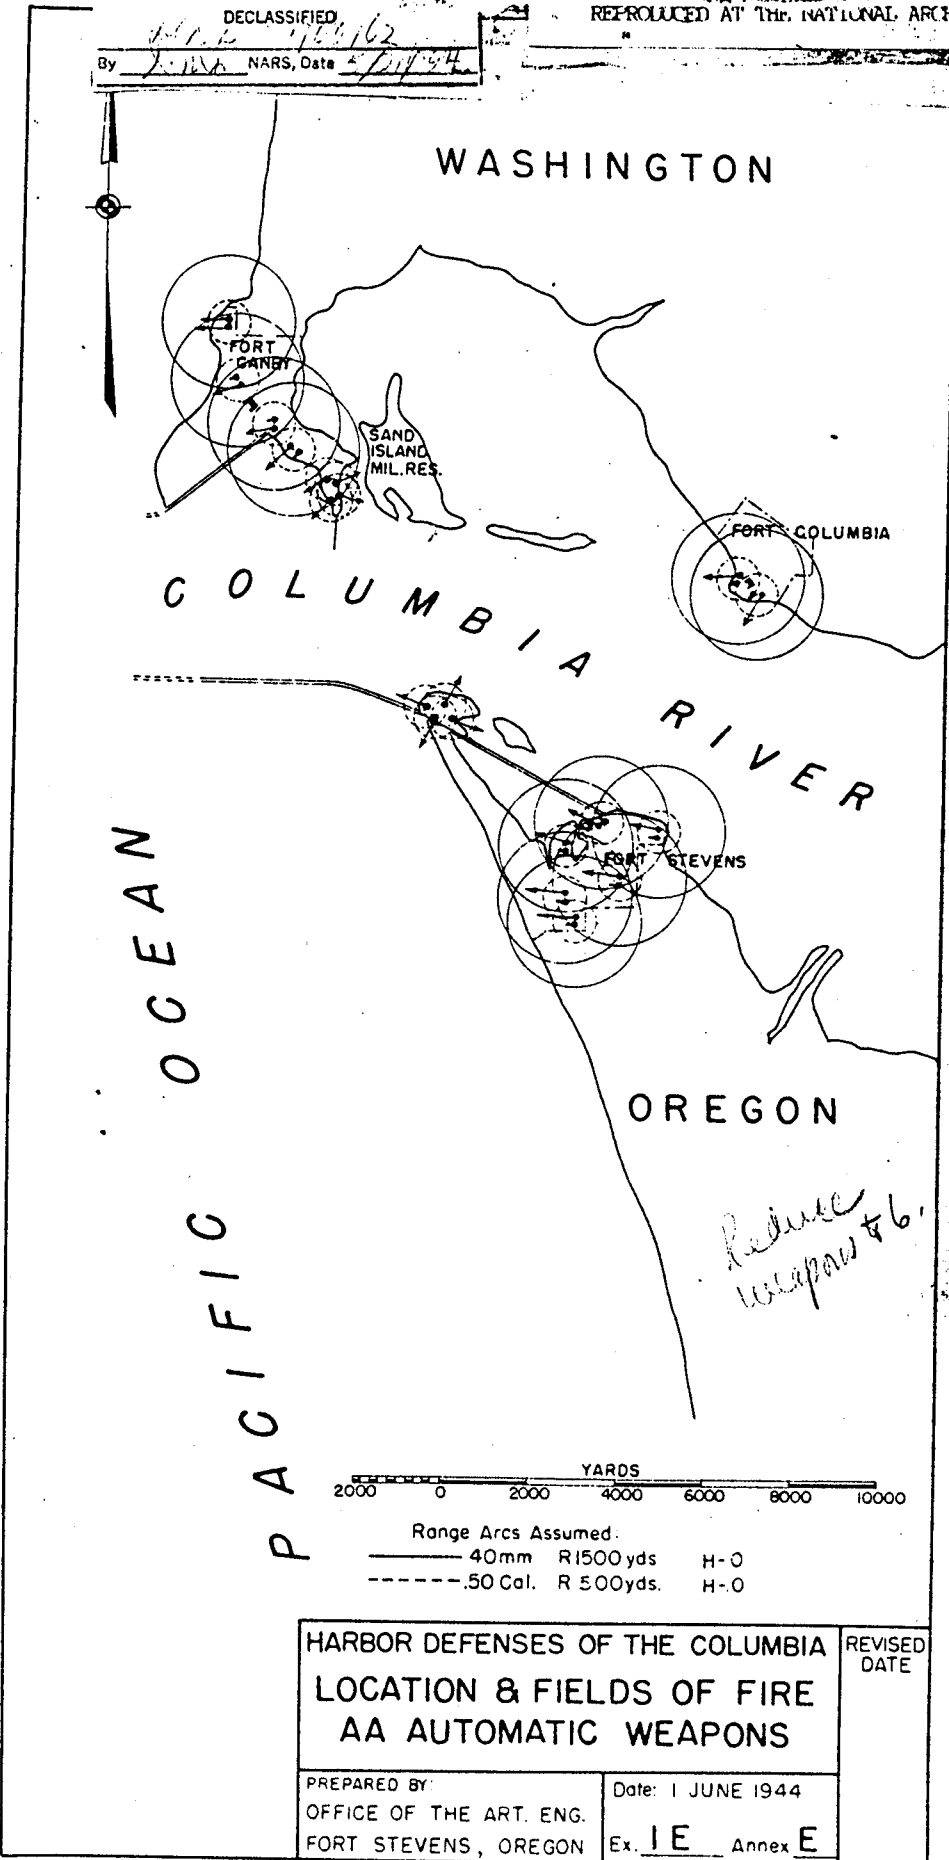 DECLASSIFIED
By NARS, Date
REPRODUCED AT THE NATIONAL
WASHINGTON
FORT
CANBY
SAND
ISLAND
MIL.RES.
FORT COLUMBIA
COLUMBIA RIVER
FORT STEVENS
PACIFIC OCEAN
OREGON
Reduce
weapons to 6.
YARDS
2000 0 2000 4000 6000 8000 10000
Range Arcs Assumed:
40mm R 1500 yds H-0
.50 Cal. R 500yds. H-0
HARBOR DEFENSES OF THE COLUMBIA
LOCATION & FIELDS OF FIRE
AA AUTOMATIC WEAPONS
REVISED
DATE
PREPARED BY:
OFFICE OF THE ART. ENG.
FORT STEVENS, OREGON
Date: 1 JUNE 1944
Ex. 1E Annex E